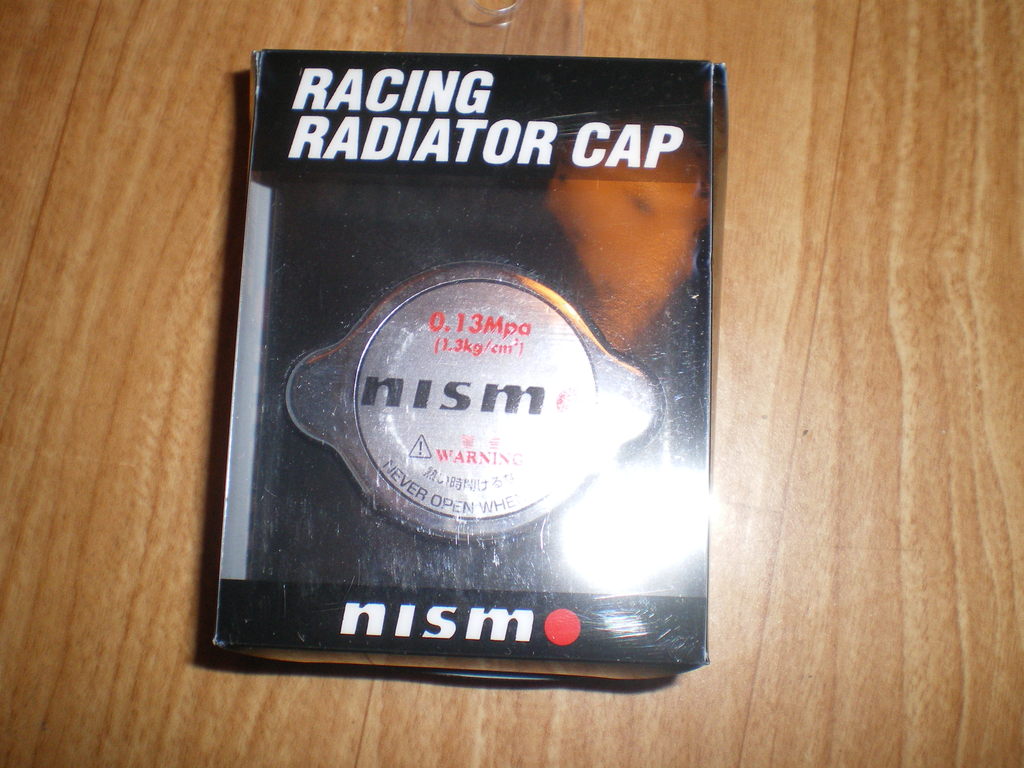 RACING
RADIATOR CAP
0.13Mpa
(1.3kg/cm²)
nismo
WARNING
NEVER OPEN WHE
nismo